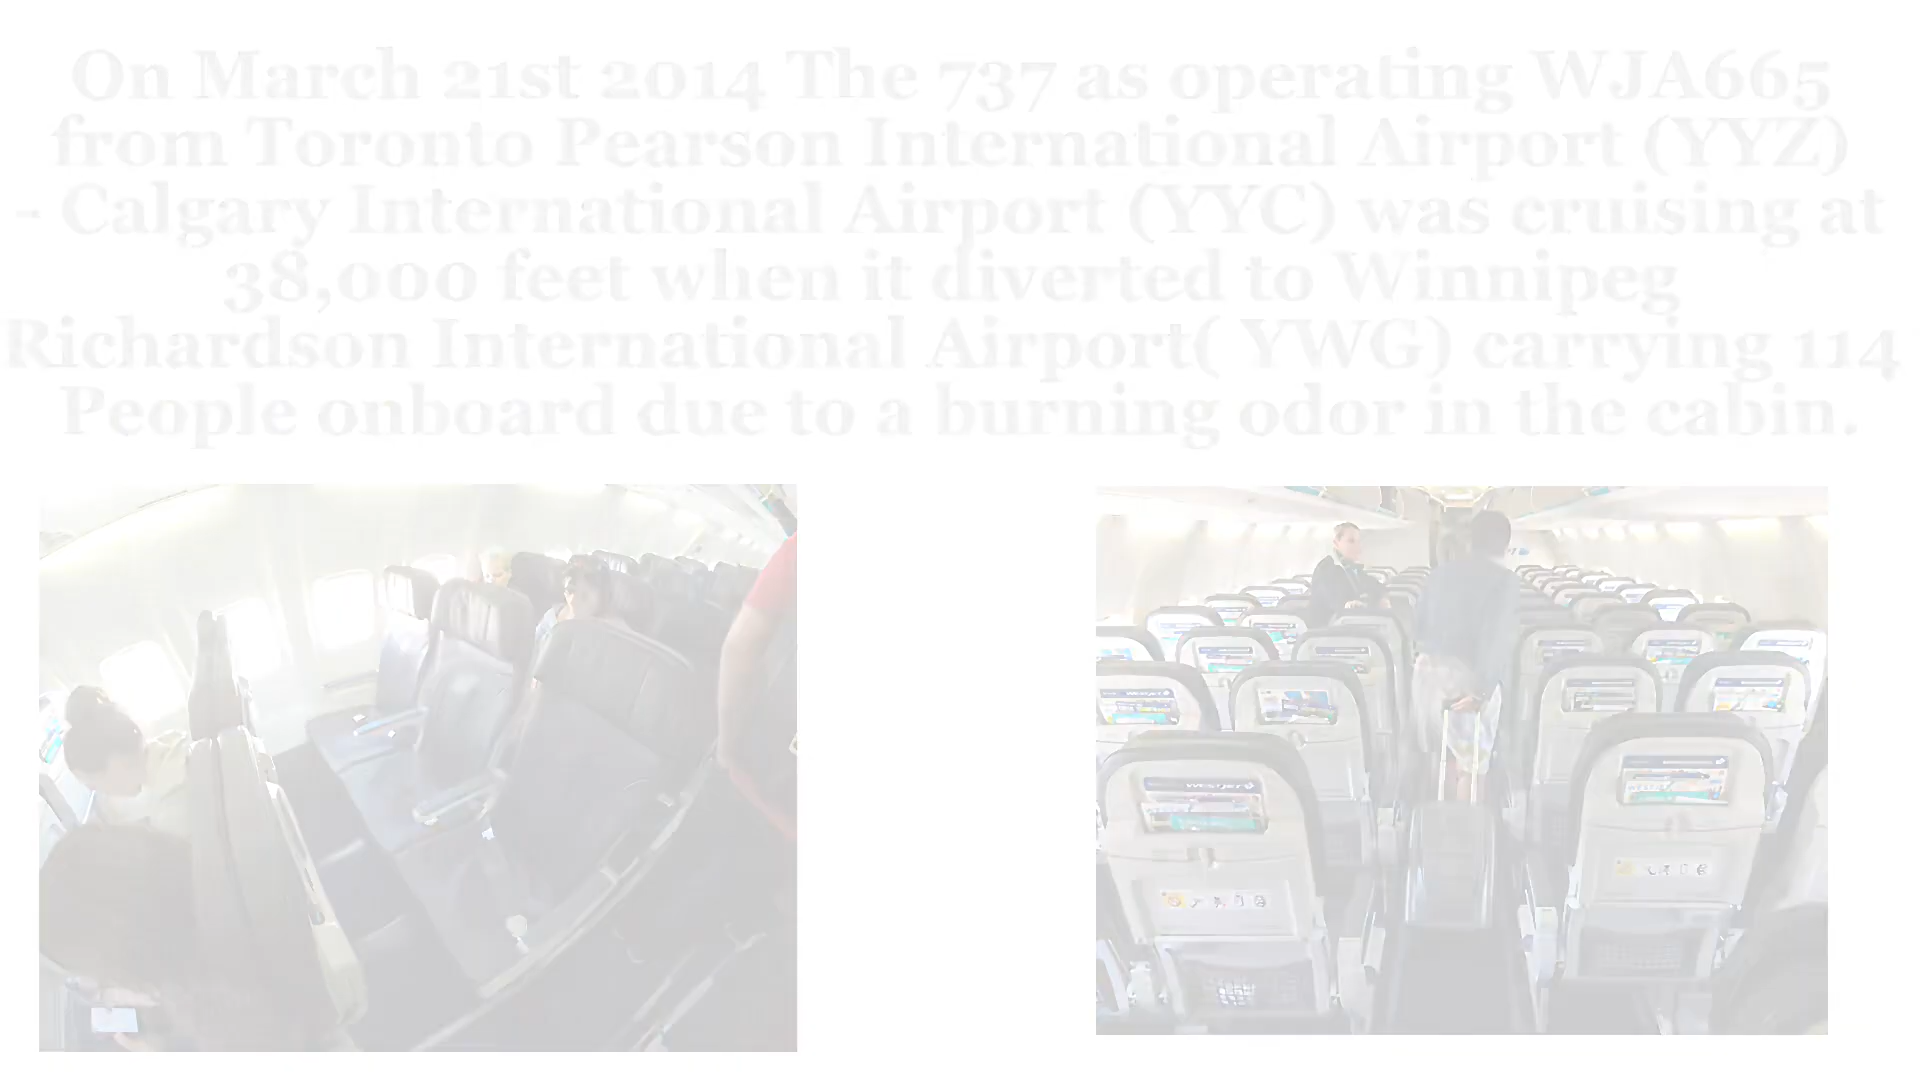 On March 21st 2014 The 737 as operating WJA665
from Toronto Pearson International Airport (YYZ)
- Calgary International Airport (YYC) was cruising at
38,000 feet when it diverted to Winnipeg
Richardson International Airport( YWG) carrying 114
People onboard due to a burning odor in the cabin.
WESTJET